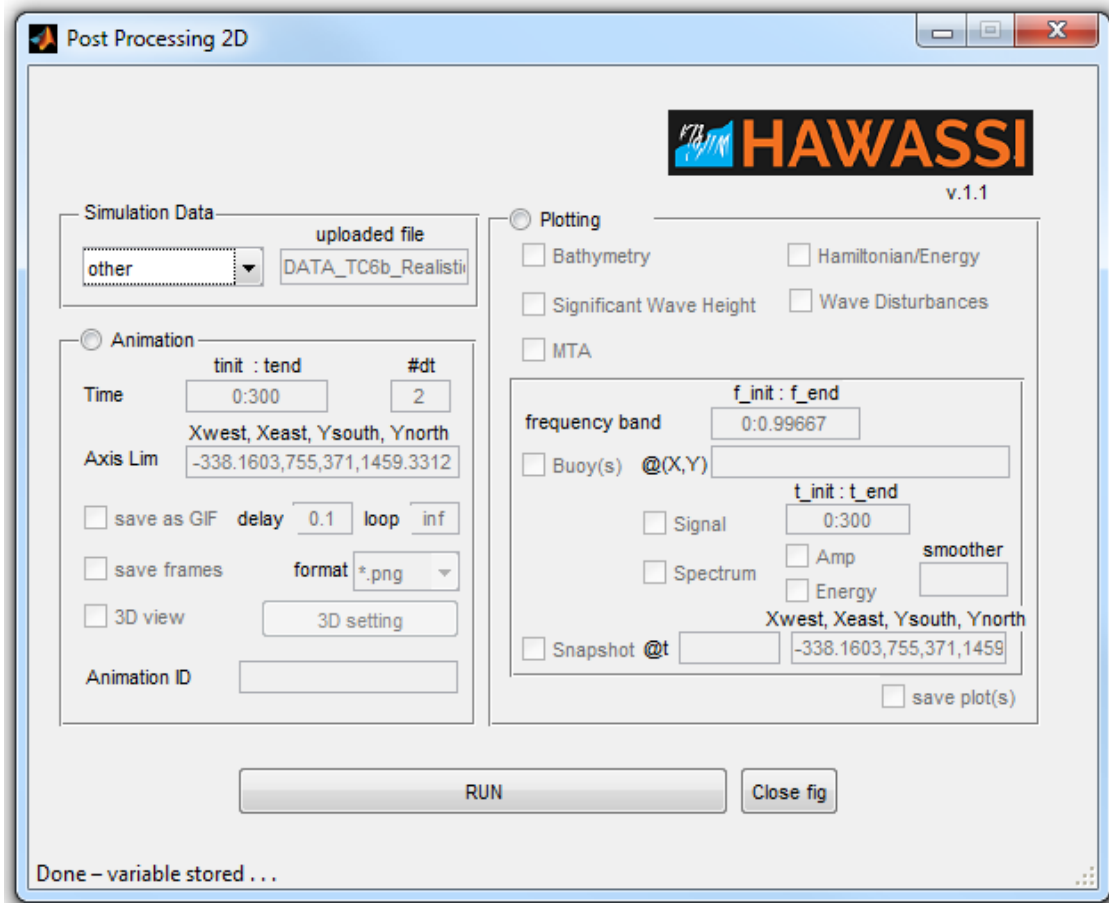 Post Processing 2D
HAWASSI
v.1.1
Simulation Data
uploaded file
other
DATA_TC6b_Realisti
Animation
tinit : tend #dt
Time 0:300 2
Xwest, Xeast, Ysouth, Ynorth
Axis Lim -338.1603,755,371,1459.3312
save as GIF delay 0.1 loop inf
save frames format *.png
3D view 3D setting
Animation ID
Plotting
Bathymetry Hamiltonian/Energy
Significant Wave Height Wave Disturbances
MTA
f_init : f_end
frequency band 0:0.99667
Buoy(s) @(X,Y)
t_init : t_end
Signal 0:300
Amp smoother
Spectrum
Energy
Xwest, Xeast, Ysouth, Ynorth
Snapshot @t -338.1603,755,371,1459
save plot(s)
RUN Close fig
Done – variable stored . . .